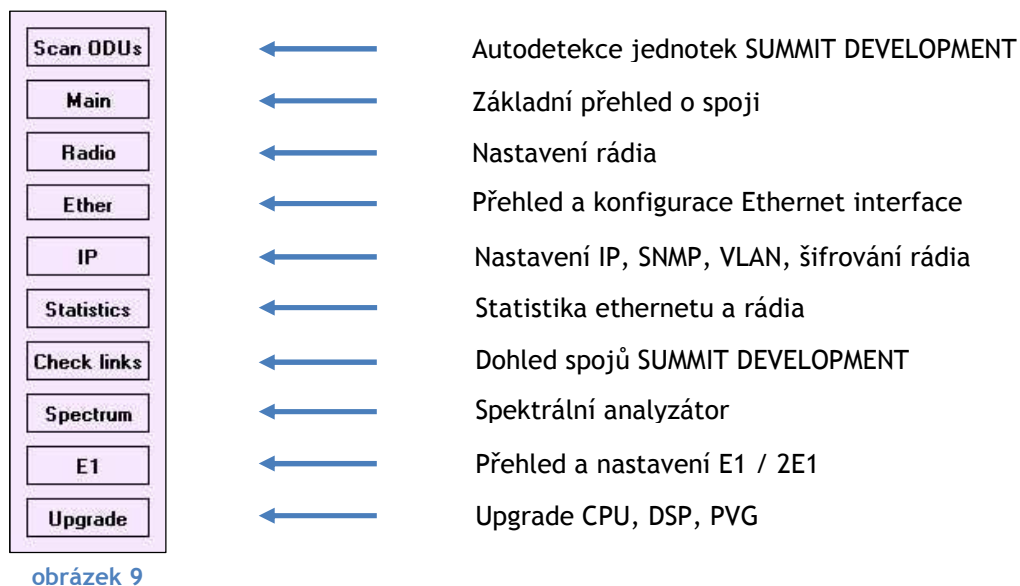 Scan ODUs Autodetekce jednotek SUMMIT DEVELOPMENT
Main Základní přehled o spoji
Radio Nastavení rádia
Ether Přehled a konfigurace Ethernet interface
IP Nastavení IP, SNMP, VLAN, šifrování rádia
Statistics Statistika ethernetu a rádia
Check links Dohled spojů SUMMIT DEVELOPMENT
Spectrum Spektrální analyzátor
E1 Přehled a nastavení E1 / 2E1
Upgrade Upgrade CPU, DSP, PVG
obrázek 9